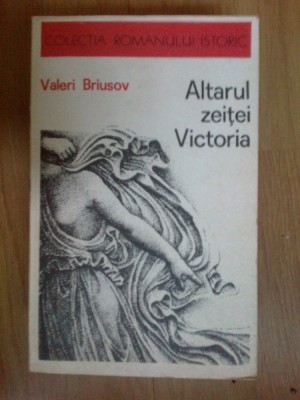 COLECȚIA ROMANULUI ISTORIC
Valeri Briusov
Altarul
zeiței
Victoria